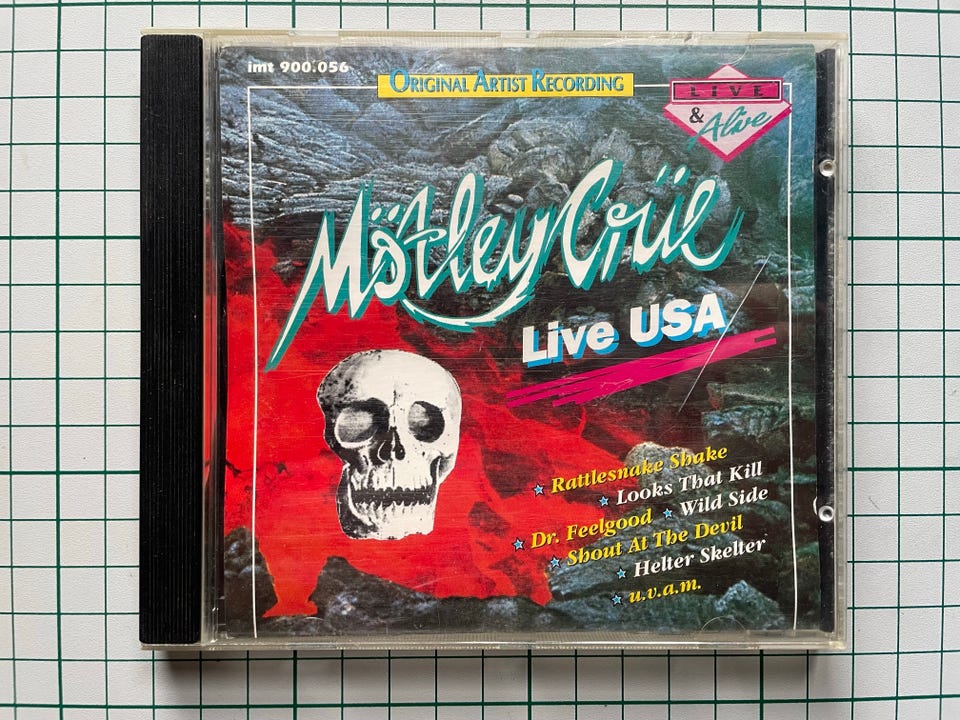 imt 900.056
ORIGINAL ARTIST RECORDING
LIVE
& Alive
Mötley Crüe
Live USA
Rattlesnake Shake
Looks That Kill
Dr. Feelgood Wild Side
Shout At The Devil
Helter Skelter
u.v.a.m.